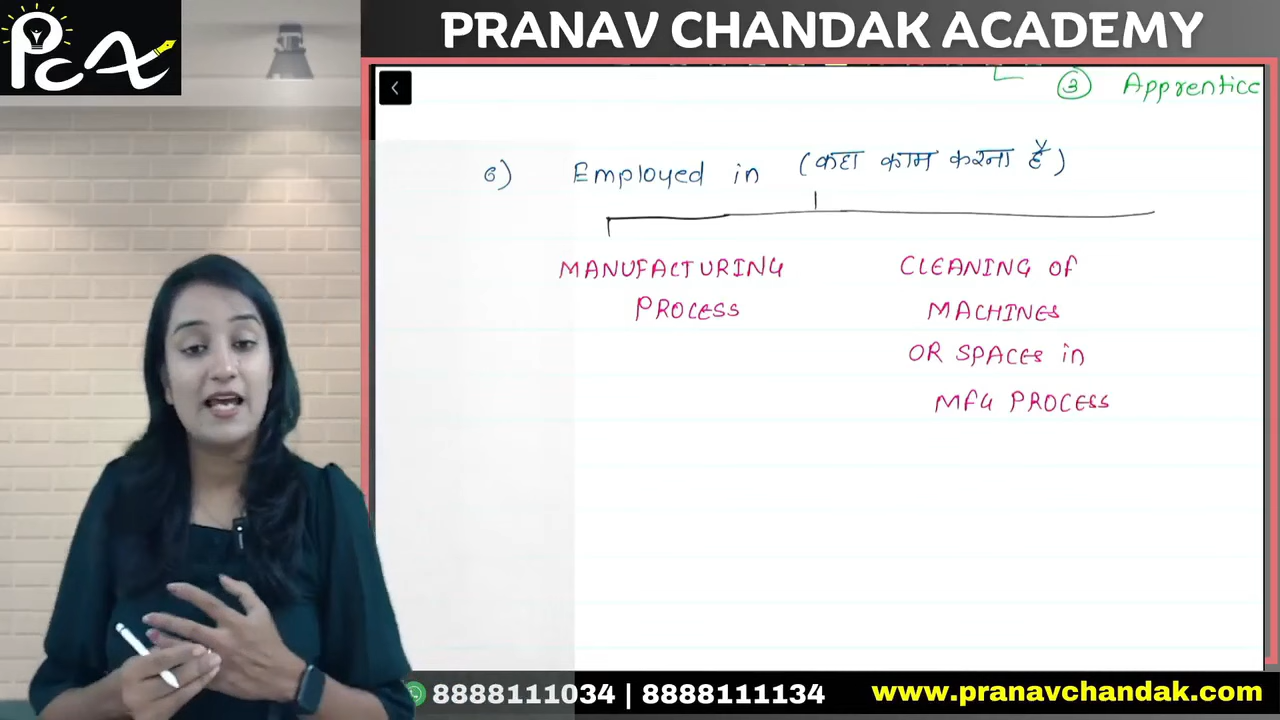 PCA
PRANAV CHANDAK ACADEMY
③ Apprentice
6) Employed in (कहा काम करना है)
MANUFACTURING
PROCESS
CLEANING OF
MACHINES
OR SPACES in
MFG PROCESS
8888111034 | 8888111134
www.pranavchandak.com